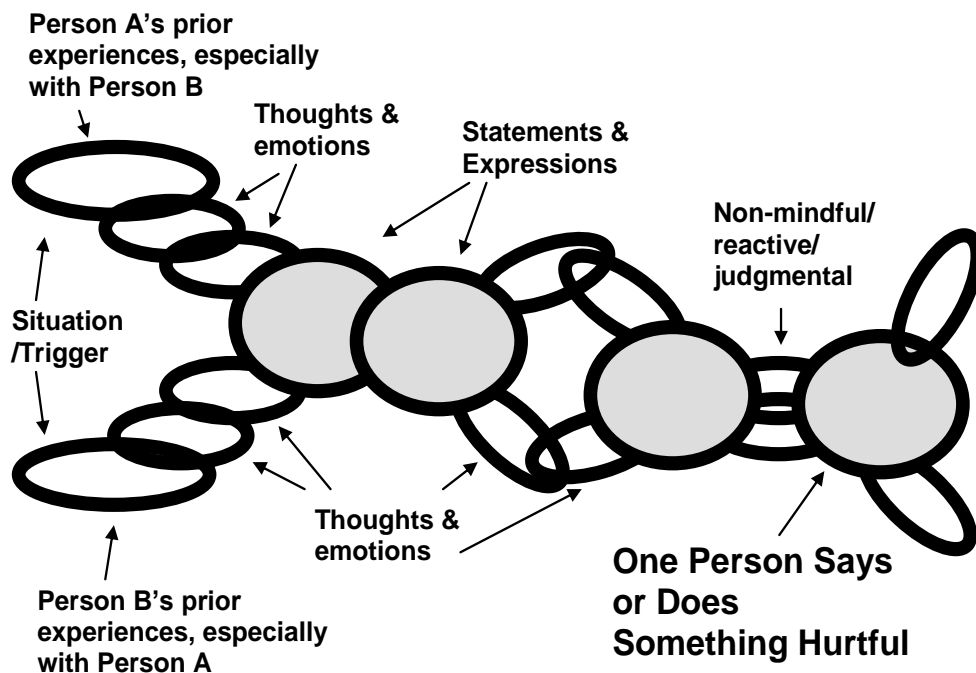 Person A’s prior
experiences, especially
with Person B
Thoughts &
emotions
Statements &
Expressions
Non-mindful/
reactive/
judgmental
Situation
/Trigger
Thoughts &
emotions
One Person Says
or Does
Something Hurtful
Person B’s prior
experiences, especially
with Person A